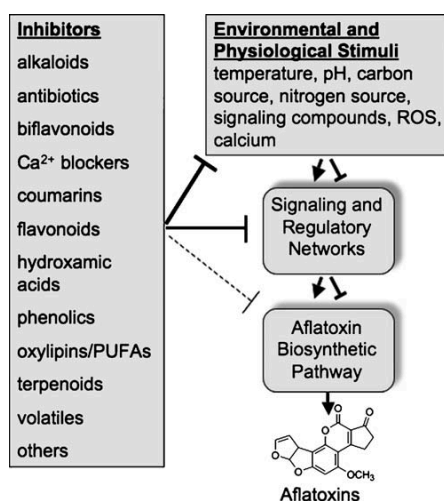 Inhibitors
alkaloids
antibiotics
biflavonoids
Ca²⁺ blockers
coumarins
flavonoids
hydroxamic
acids
phenolics
oxylipins/PUFAs
terpenoids
volatiles
others
Environmental and
Physiological Stimuli
temperature, pH, carbon
source, nitrogen source,
signaling compounds, ROS,
calcium
Signaling and
Regulatory
Networks
Aflatoxin
Biosynthetic
Pathway
O
O
O
O
O
OCH₃
Aflatoxins